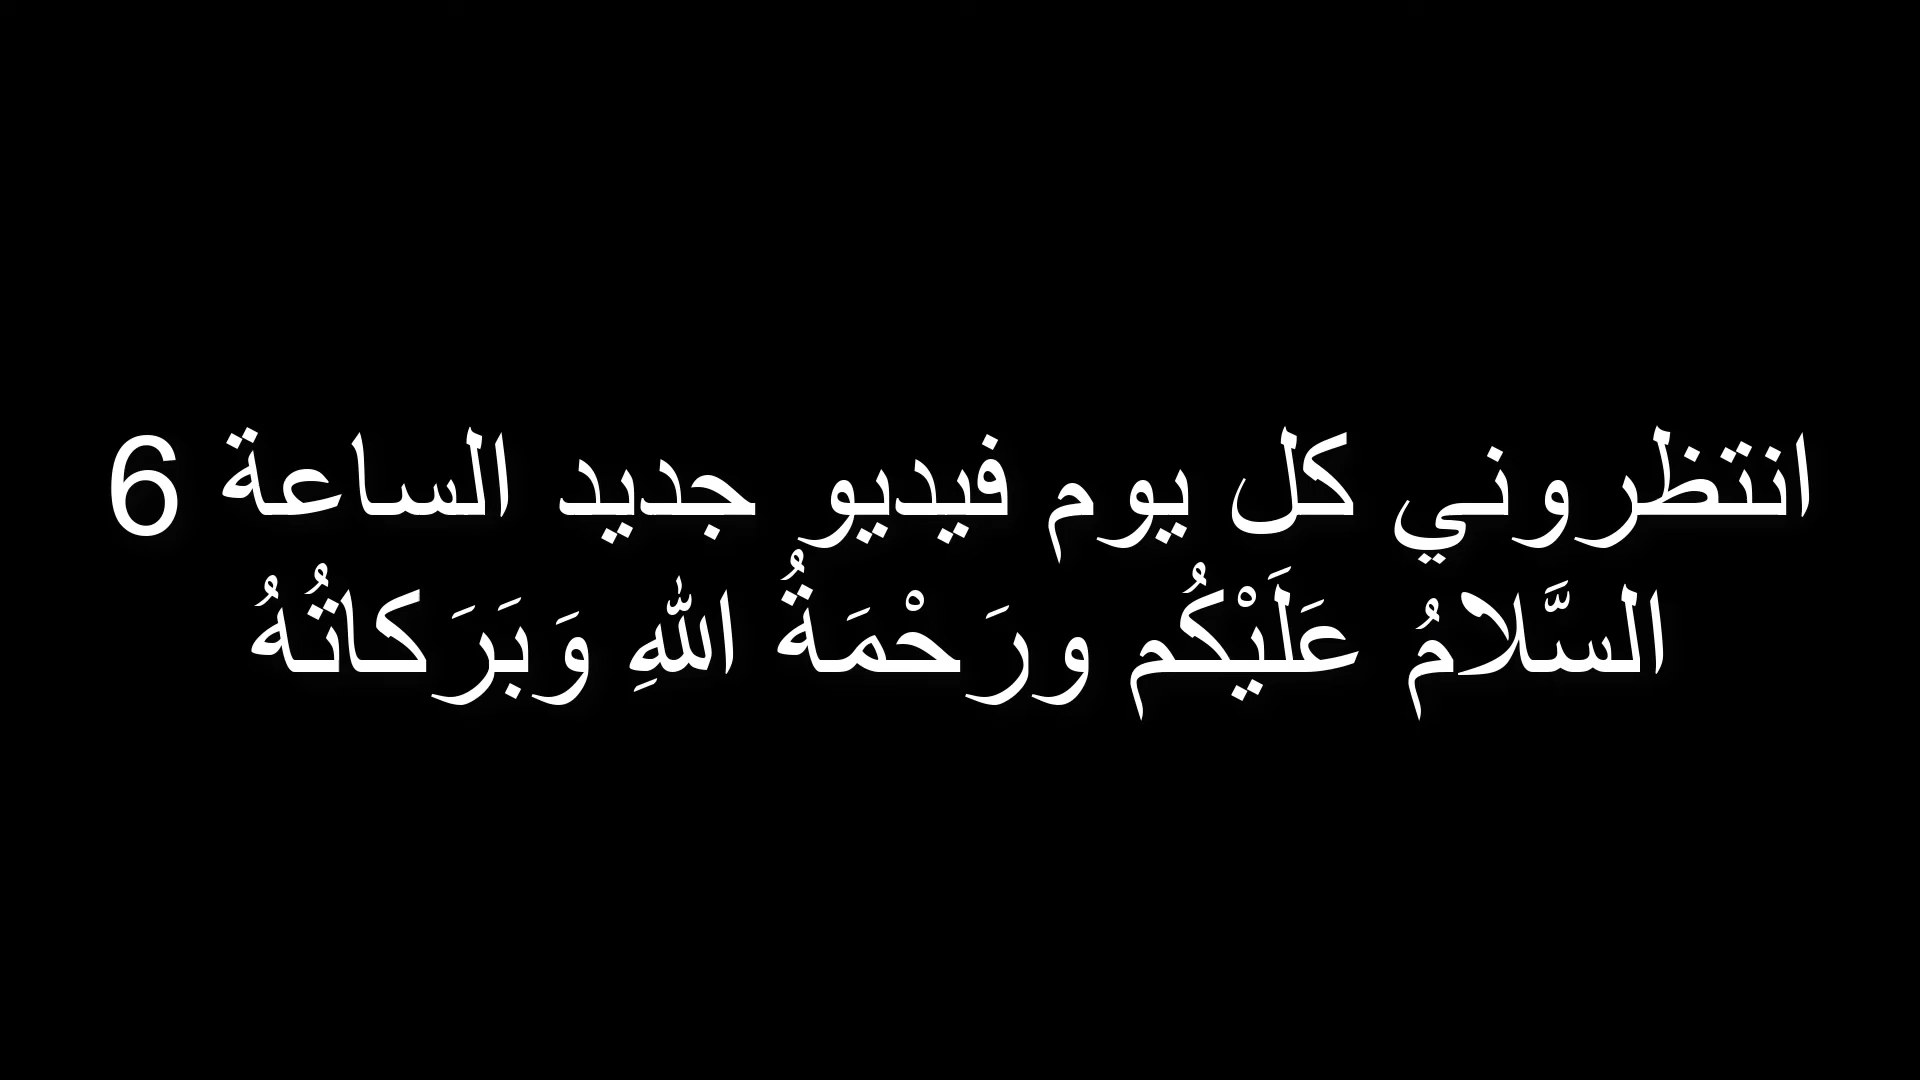 انتظروني كل يوم فيديو جديد الساعة 6
السَّلامُ عَلَيْكُم ورَحْمَةُ اللهِ وَبَرَكاتُهُ